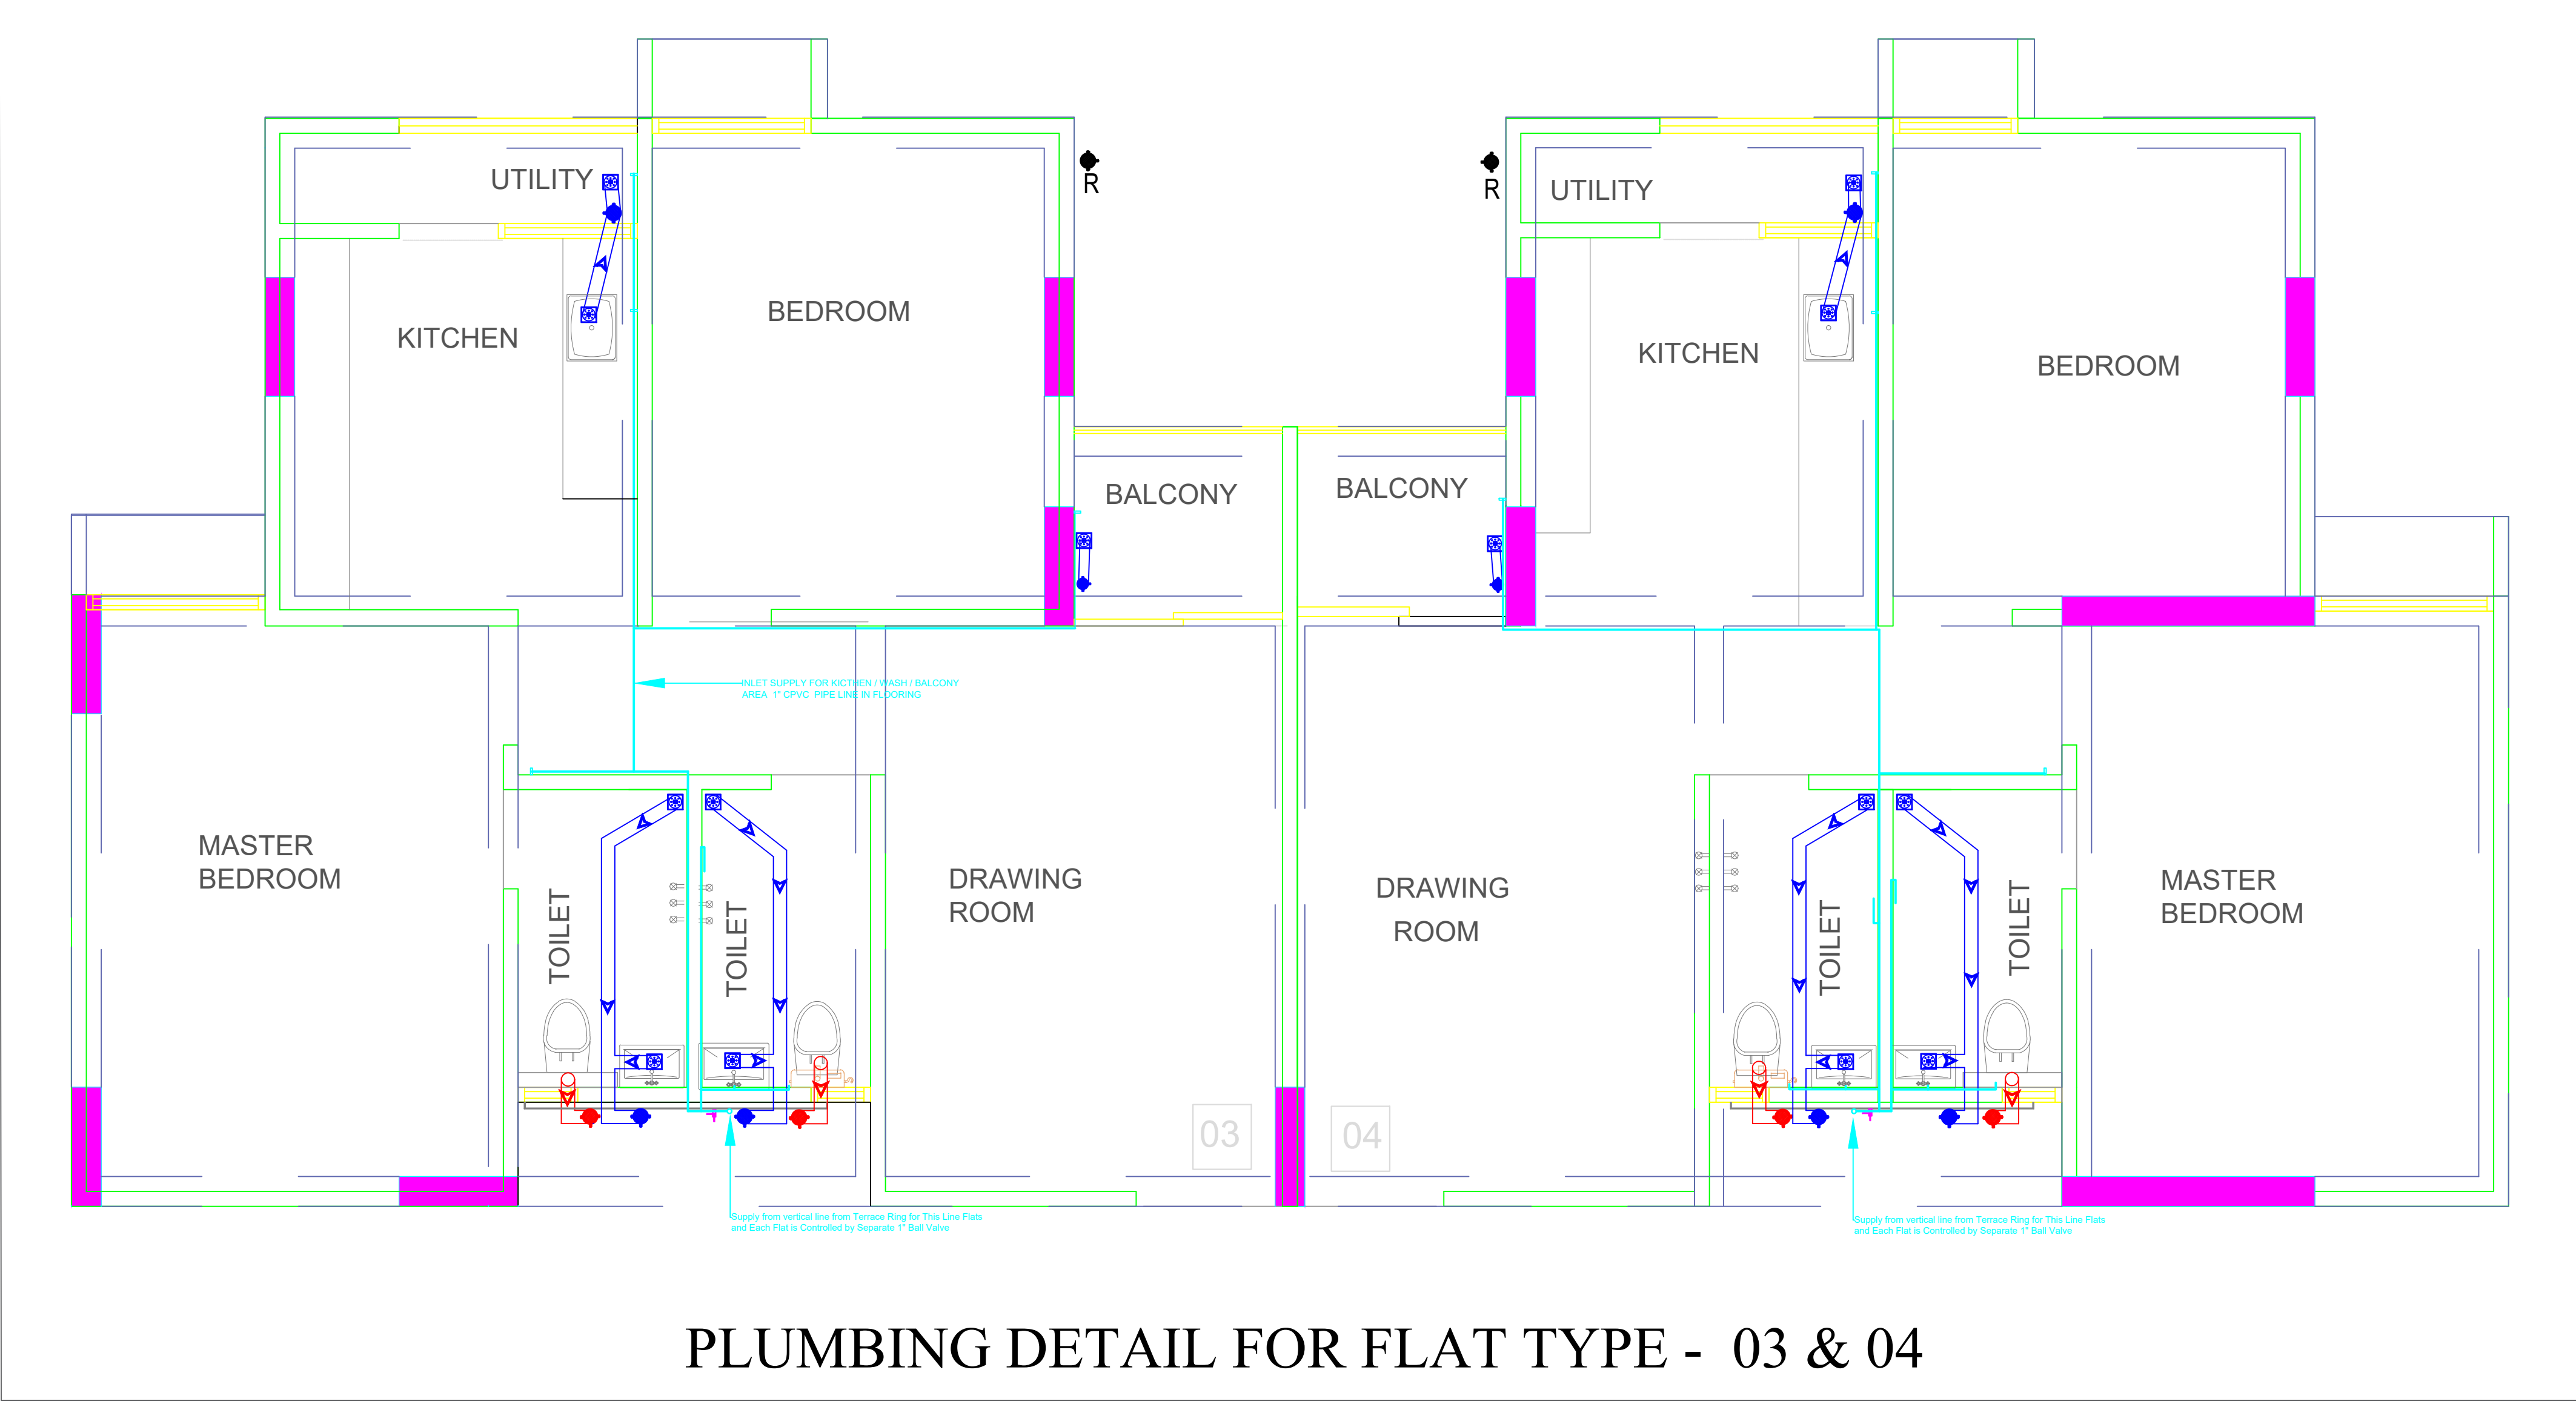 UTILITY
R
R
UTILITY
BEDROOM
KITCHEN
KITCHEN
BEDROOM
BALCONY
BALCONY
INLET SUPPLY FOR KICTHEN / WASH / BALCONY
AREA. 1" CPVC PIPE LINE IN FLOORING.
MASTER
BEDROOM
TOILET
TOILET
DRAWING
ROOM
DRAWING
ROOM
TOILET
TOILET
MASTER
BEDROOM
03
04
Supply from vertical line from Terrace Ring for This Line Flats
and Each Flat is Controlled by Separate 1" Ball Valve
Supply from vertical line from Terrace Ring for This Line Flats
and Each Flat is Controlled by Separate 1" Ball Valve
PLUMBING DETAIL FOR FLAT TYPE - 03 & 04